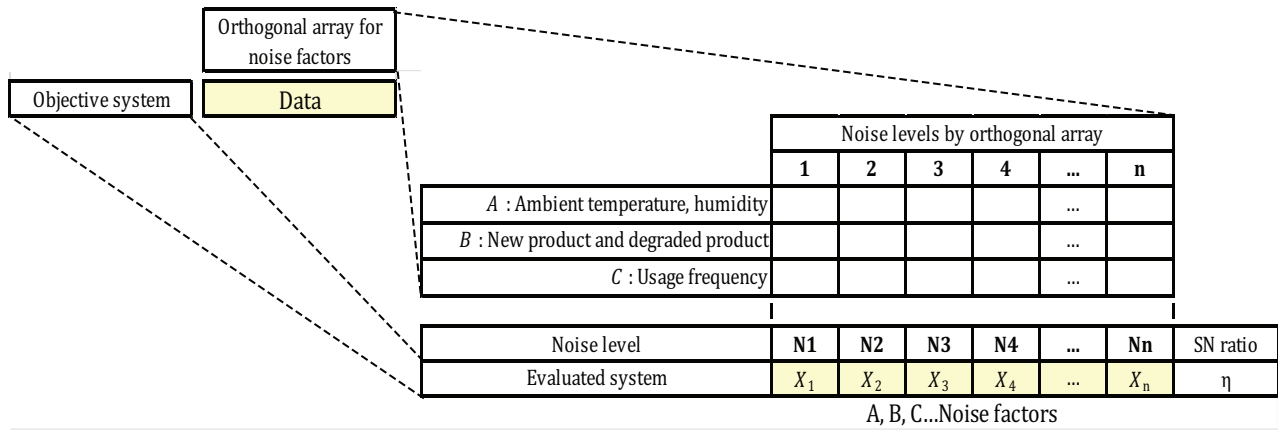 Orthogonal array for
noise factors
Objective system Data
Noise levels by orthogonal array
1 2 3 4 ... n
A : Ambient temperature, humidity ...
B : New product and degraded product ...
C : Usage frequency ...
Noise level N1 N2 N3 N4 ... Nn SN ratio
Evaluated system X₁ X₂ X₃ X₄ ... Xₙ η
A, B, C...Noise factors